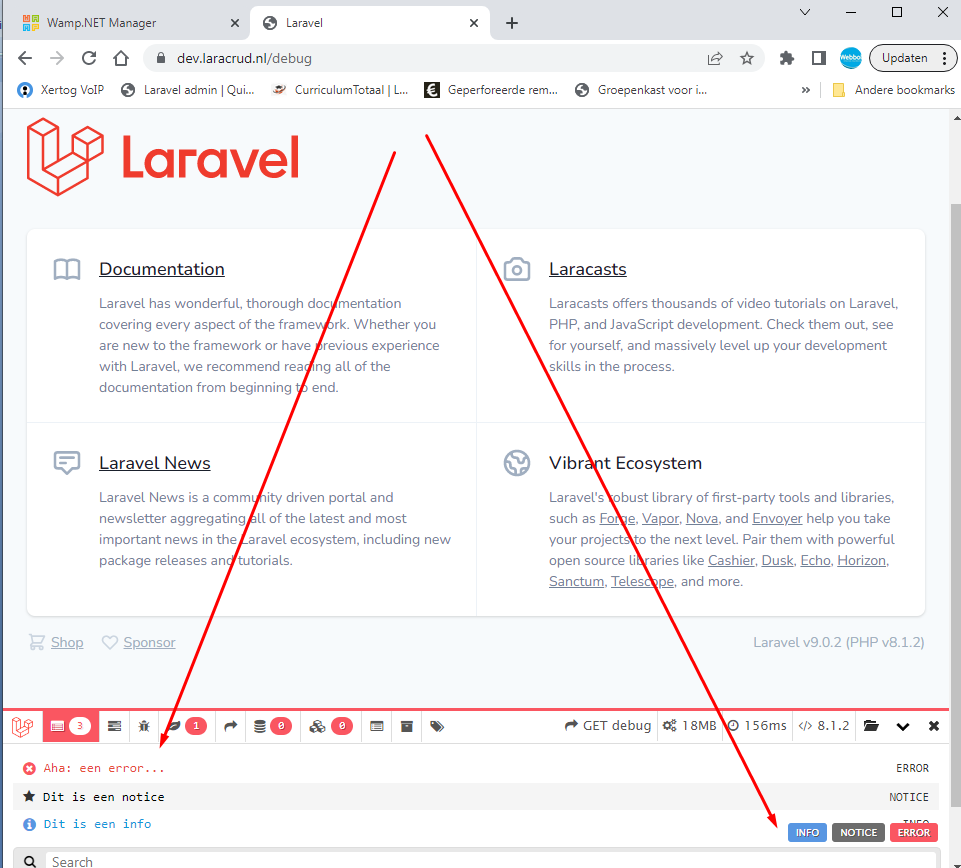 Wamp.NET Manager
Laravel
dev.laracrud.nl/debug
Webbo
Updaten
Xertog VoIP
Laravel admin | Qui...
CurriculumTotaal | L...
Geperforeerde rem...
Groepenkast voor i...
»
Andere bookmarks
Laravel
Documentation
Laravel has wonderful, thorough documentation
covering every aspect of the framework. Whether you
are new to the framework or have previous experience
with Laravel, we recommend reading all of the
documentation from beginning to end.
Laracasts
Laracasts offers thousands of video tutorials on Laravel,
PHP, and JavaScript development. Check them out, see
for yourself, and massively level up your development
skills in the process.
Laravel News
Laravel News is a community driven portal and
newsletter aggregating all of the latest and most
important news in the Laravel ecosystem, including new
package releases and tutorials.
Vibrant Ecosystem
Laravel's robust library of first-party tools and libraries,
such as Forge, Vapor, Nova, and Envoyer help you take
your projects to the next level. Pair them with powerful
open source libraries like Cashier, Dusk, Echo, Horizon,
Sanctum, Telescope, and more.
Shop Sponsor
Laravel v9.0.2 (PHP v8.1.2)
3 1 0 0 GET debug 18MB 156ms </> 8.1.2
Aha: een error... ERROR
Dit is een notice NOTICE
Dit is een info INFO
INFO NOTICE ERROR
Search